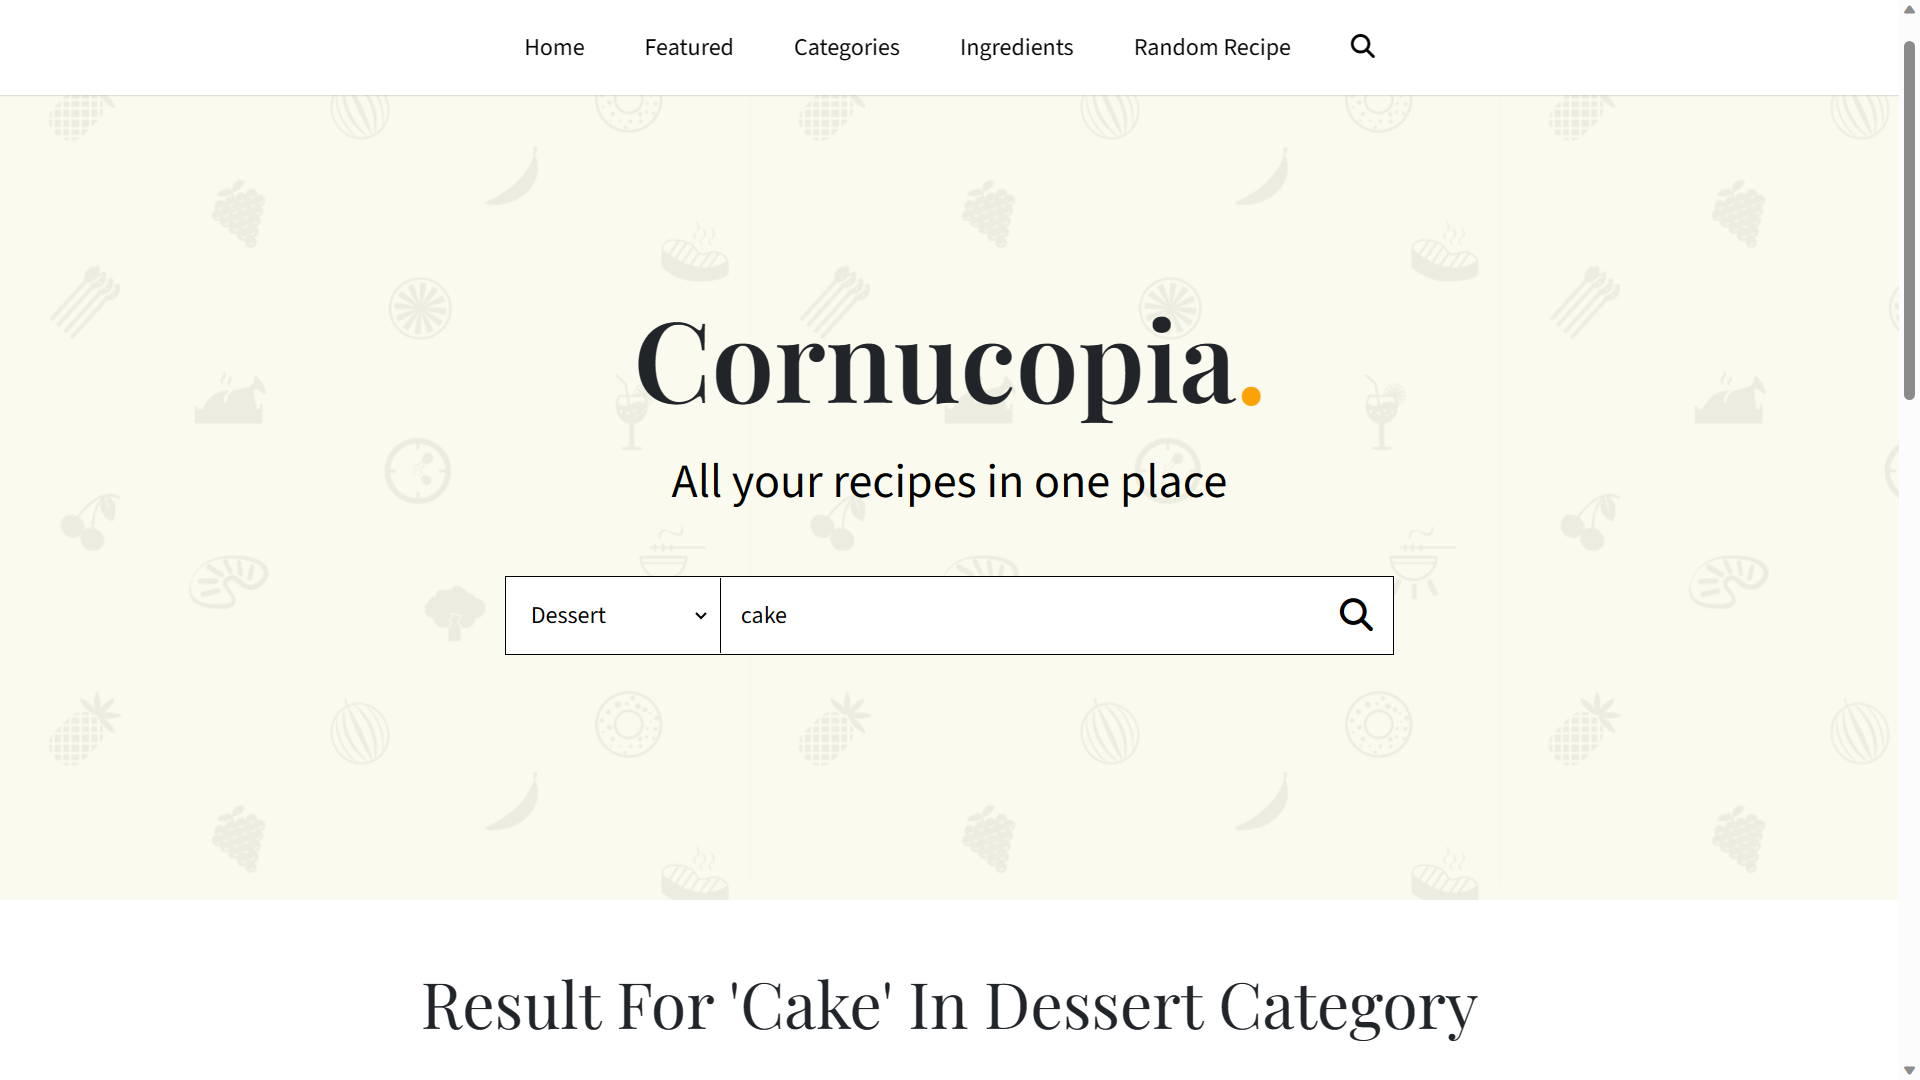 Home Featured Categories Ingredients Random Recipe
Cornucopia.
All your recipes in one place
Dessert cake
Result For 'Cake' In Dessert Category